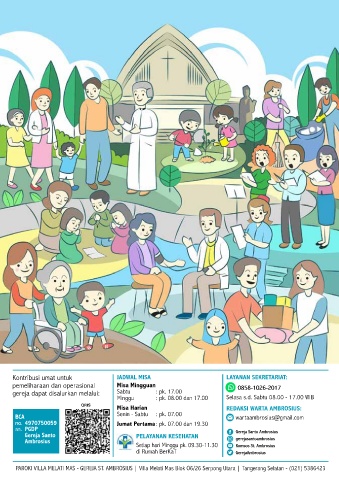 Kontribusi umat untuk
pemeliharaan dan operasional
gereja dapat disalurkan melalui:
QRIS
BCA
no. 4970750059
an. PGDP
Gereja Santo
Ambrosius
JADWAL MISA
Misa Mingguan
Sabtu : pk. 17.00
Minggu : pk. 08.00 dan 17.00
Misa Harian
Senin - Sabtu : pk. 07.00
Jumat Pertama : pk. 07.00 dan 19.30
PELAYANAN KESEHATAN
Setiap hari Minggu pk. 09.30-11.30
di Rumah BerKaT
LAYANAN SEKRETARIAT:
0858-1026-2017
Selasa s.d. Sabtu 08.00 - 17.00 WIB
REDAKSI WARTA AMBROSIUS:
wartaambrosius@gmail.com
Gereja Santo Ambrosius
gerejasantoambrosius
Komsos St. Ambrosius
GerejaAmbrosius
PAROKI VILLA MELATI MAS - GEREJA ST. AMBROSIUS | Villa Melati Mas Blok 06/26 Serpong Utara | Tangerang Selatan - (021) 5386423